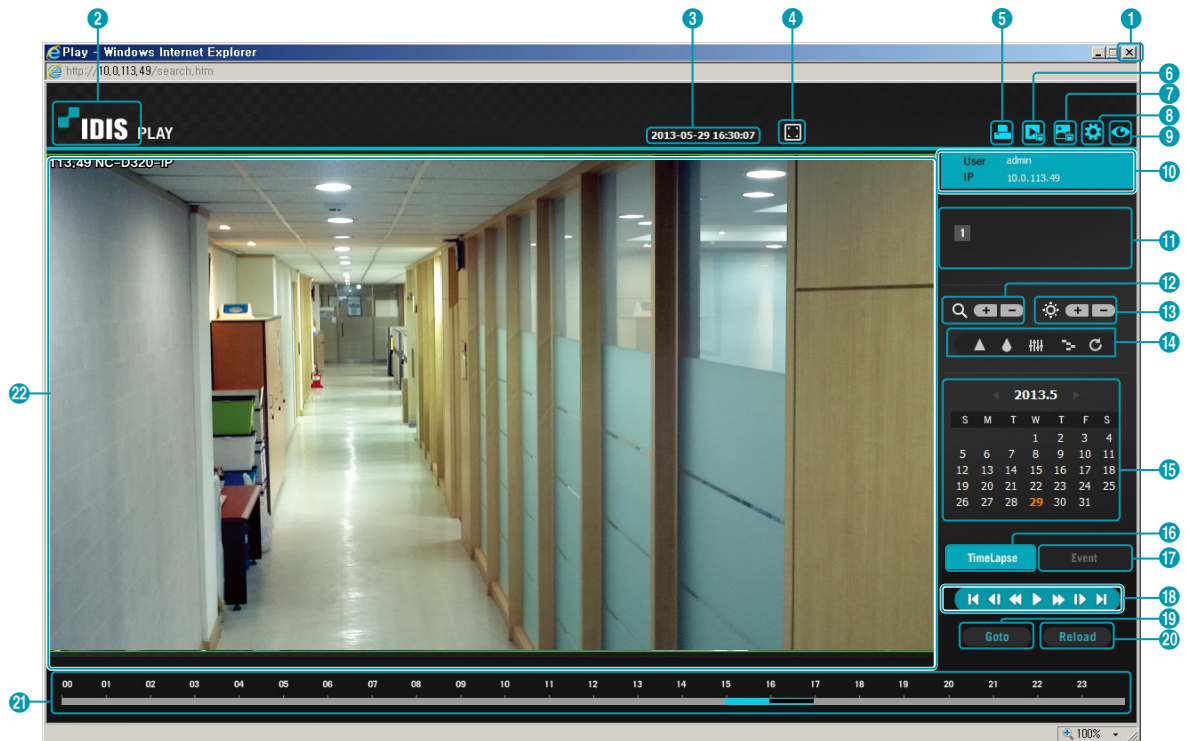 2 3 4 5 1
Play - Windows Internet Explorer
http://10.0.113.49/search.htm
6
7
8
9
IDIS PLAY
2013-05-29 16:30:07
113.49 NC-D320-IP
User admin
IP 10.0.113.49
10
1
11
12
13
14
22
2013.5
S M T W T F S
1 2 3 4
5 6 7 8 9 10 11
12 13 14 15 16 17 18
19 20 21 22 23 24 25
26 27 28 29 30 31
15
16
TimeLapse Event
17
18
19
Goto Reload
20
00 01 02 03 04 05 06 07 08 09 10 11 12 13 14 15 16 17 18 19 20 21 22 23
21
100%